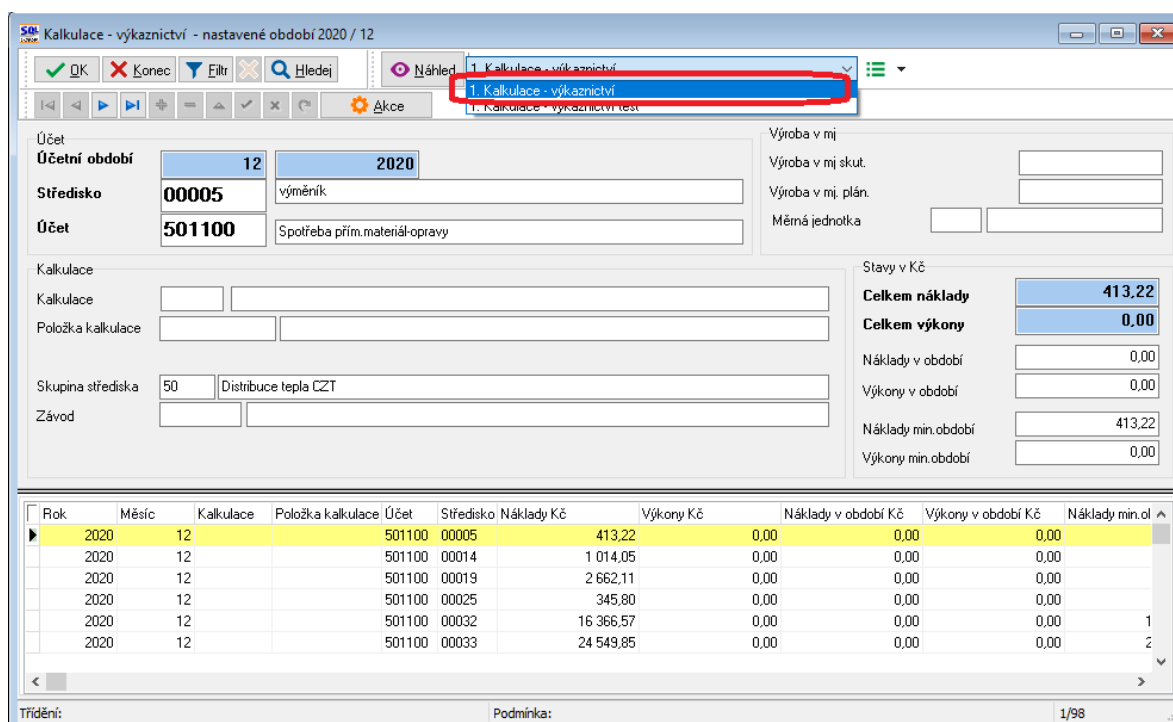 SQL Kalkulace - výkaznictví - nastavené období 2020 / 12
OK Konec Filtr Hledej Náhled 1. Kalkulace - výkaznictví
1. Kalkulace - výkaznictví
1. Kalkulace - výkaznictví test
Akce
Účet
Účetní období 12 2020
Středisko 00005 výměník
Účet 501100 Spotřeba přím.materiál-opravy
Výroba v mj
Výroba v mj skut.
Výroba v mj. plán.
Měrná jednotka
Kalkulace
Kalkulace
Položka kalkulace
Skupina střediska 50 Distribuce tepla CZT
Závod
Stavy v Kč
Celkem náklady 413,22
Celkem výkony 0,00
Náklady v období 0,00
Výkony v období 0,00
Náklady min.období 413,22
Výkony min.období 0,00
Rok Měsíc Kalkulace Položka kalkulace Účet Středisko Náklady Kč Výkony Kč Náklady v období Kč Výkony v období Kč Náklady min.ol
2020 12 501100 00005 413,22 0,00 0,00 0,00
2020 12 501100 00014 1 014,05 0,00 0,00 0,00
2020 12 501100 00019 2 662,11 0,00 0,00 0,00
2020 12 501100 00025 345,80 0,00 0,00 0,00
2020 12 501100 00032 16 366,57 0,00 0,00 0,00 1
2020 12 501100 00033 24 549,85 0,00 0,00 0,00 2
Třídění: Podmínka: 1/98